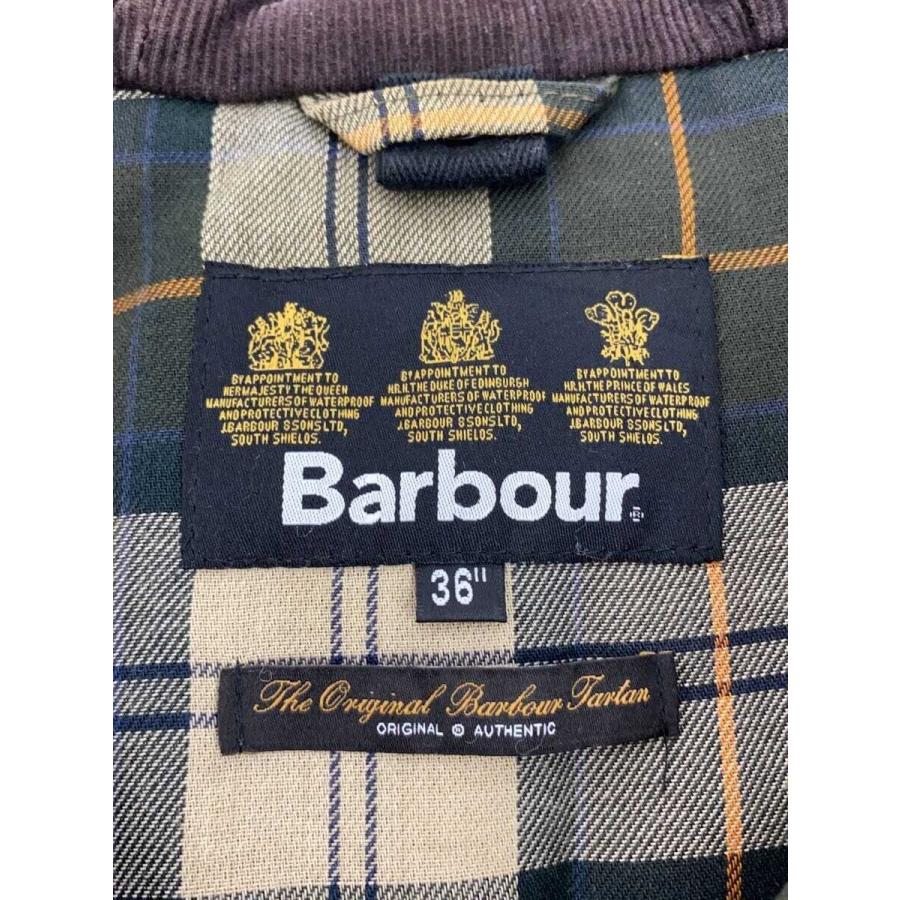 BY APPOINTMENT TO
HER MAJESTY THE QUEEN
MANUFACTURERS OF WATERPROOF
AND PROTECTIVE CLOTHING
J.BARBOUR & SONS LTD,
SOUTH SHIELDS.
BY APPOINTMENT TO
H.R.H. THE DUKE OF EDINBURGH
MANUFACTURERS OF WATERPROOF
AND PROTECTIVE CLOTHING
J.BARBOUR & SONS LTD,
SOUTH SHIELDS.
BY APPOINTMENT TO
H.R.H. THE PRINCE OF WALES
MANUFACTURERS OF WATERPROOF
AND PROTECTIVE CLOTHING
J.BARBOUR & SONS LTD,
SOUTH SHIELDS.
Barbour®
36"
The Original Barbour Tartan
ORIGINAL ® AUTHENTIC